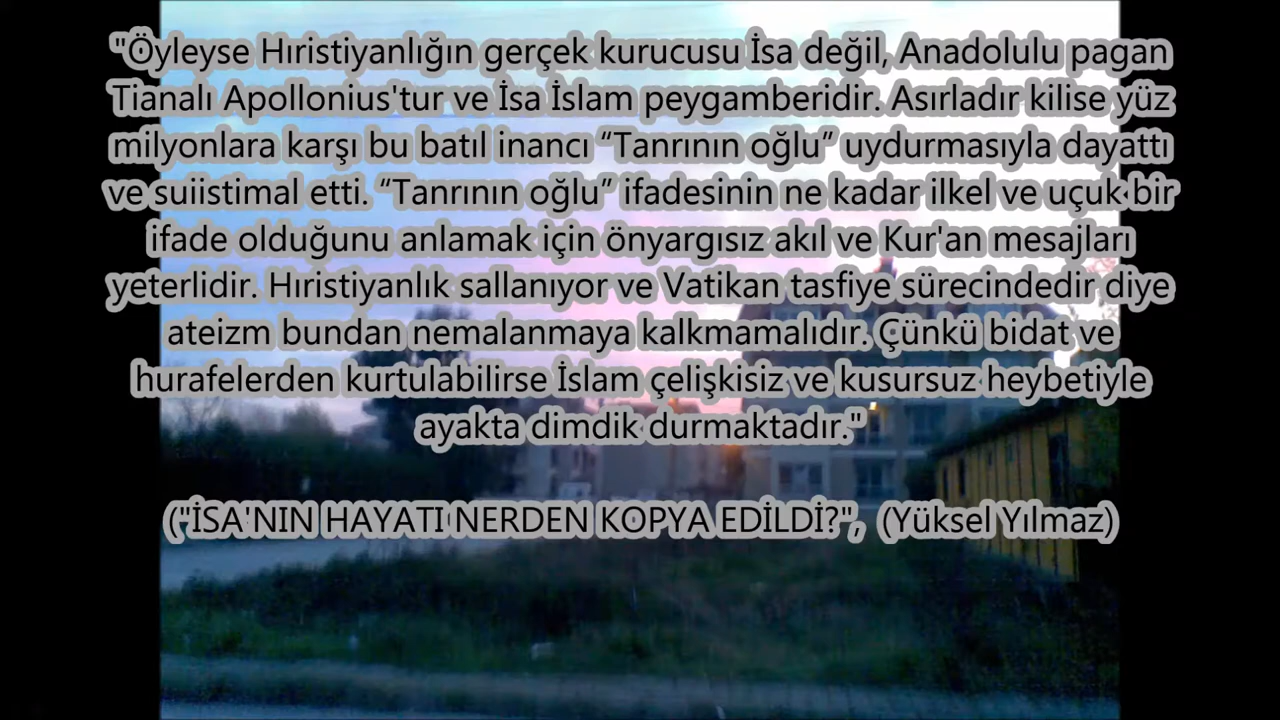 "Öyleyse Hıristiyanlığın gerçek kurucusu İsa değil, Anadolulu pagan
Tianalı Apollonius'tur ve İsa İslam peygamberidir. Asırladır kilise yüz
milyonlara karşı bu batıl inancı “Tanrının oğlu” uydurmasıyla dayattı
ve suiistimal etti. “Tanrının oğlu” ifadesinin ne kadar ilkel ve uçuk bir
ifade olduğunu anlamak için önyargısız akıl ve Kur'an mesajları
yeterlidir. Hıristiyanlık sallanıyor ve Vatikan tasfiye sürecindedir diye
ateizm bundan nemalanmaya kalkmamalıdır. Çünkü bidat ve
hurafelerden kurtulabilirse İslam çelişkisiz ve kusursuz heybetiyle
ayakta dimdik durmaktadır."
("İSA'NIN HAYATI NERDEN KOPYA EDİLDİ?", (Yüksel Yılmaz)